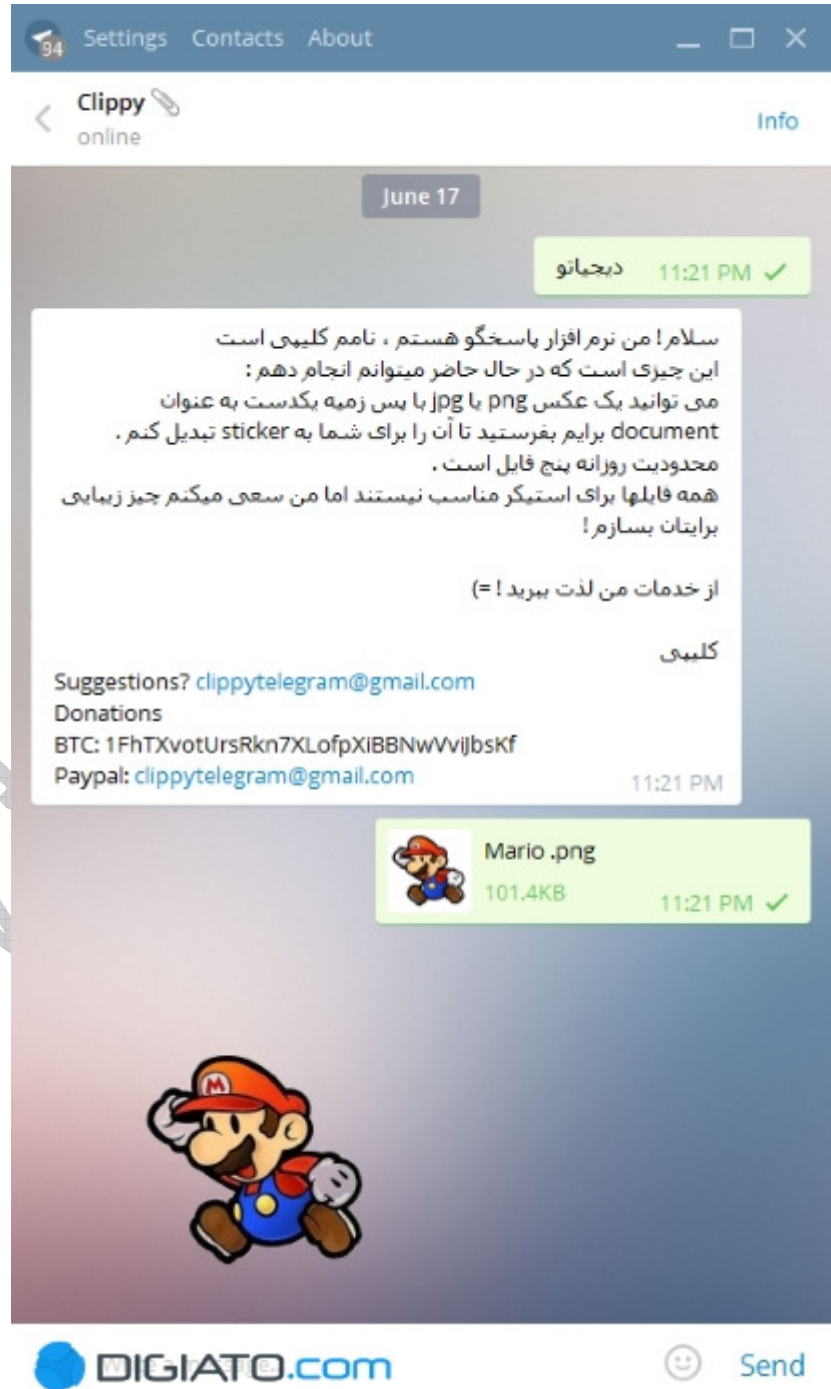 94 Settings Contacts About
Clippy
online
Info
June 17
دیجیاتو 11:21 PM
سلام! من نرم افزار پاسخگو هستم ، نامم کلیپی است
این چیزی است که در حال حاضر میتوانم انجام دهم :
می توانید یک عکس png یا jpg با پس زمیه یکدست به عنوان
document برایم بفرستید تا آن را برای شما به sticker تبدیل کنم .
محدودیت روزانه پنج فایل است .
همه فایلها برای استیکر مناسب نیستند اما من سعی میکنم چیز زیبایی
برایتان بسازم !
از خدمات من لذت ببرید ! =)
کلیپی
Suggestions? clippytelegram@gmail.com
Donations
BTC: 1FhTXvotUrsRkn7XLofpXiBBNwVviJbsKf
Paypal: clippytelegram@gmail.com
11:21 PM
Mario .png
101.4KB
11:21 PM
M
DIGIATO.com
Send